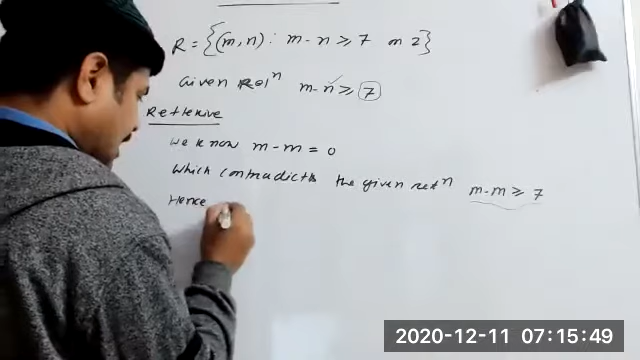 R = {(m, n) : m - n ≥ 7 on Z}
Given Relⁿ m - n ≥ 7
Reflexive
We know m - m = 0
Which contradicts the given relⁿ m - m ≥ 7
Hence
2020-12-11 07:15:49